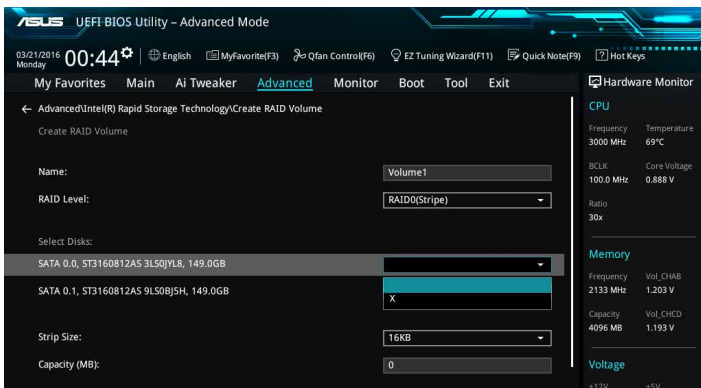 ASUS UEFI BIOS Utility – Advanced Mode
03/21/2016 Monday 00:44 English MyFavorite(F3) Qfan Control(F6) EZ Tuning Wizard(F11) Quick Note(F9) ? Hot Keys
My Favorites Main Ai Tweaker Advanced Monitor Boot Tool Exit
← Advanced\Intel(R) Rapid Storage Technology\Create RAID Volume
Create RAID Volume
Name: Volume1
RAID Level: RAID0(Stripe)
Select Disks:
SATA 0.0, ST3160812AS 3LS0JYL8, 149.0GB
SATA 0.1, ST3160812AS 9LS0BJ5H, 149.0GB
X
Strip Size: 16KB
Capacity (MB): 0
Hardware Monitor
CPU
Frequency Temperature
3000 MHz 69°C
BCLK Core Voltage
100.0 MHz 0.888 V
Ratio
30x
Memory
Frequency Vol_CHAB
2133 MHz 1.203 V
Capacity Vol_CHCD
4096 MB 1.193 V
Voltage
+12V +5V